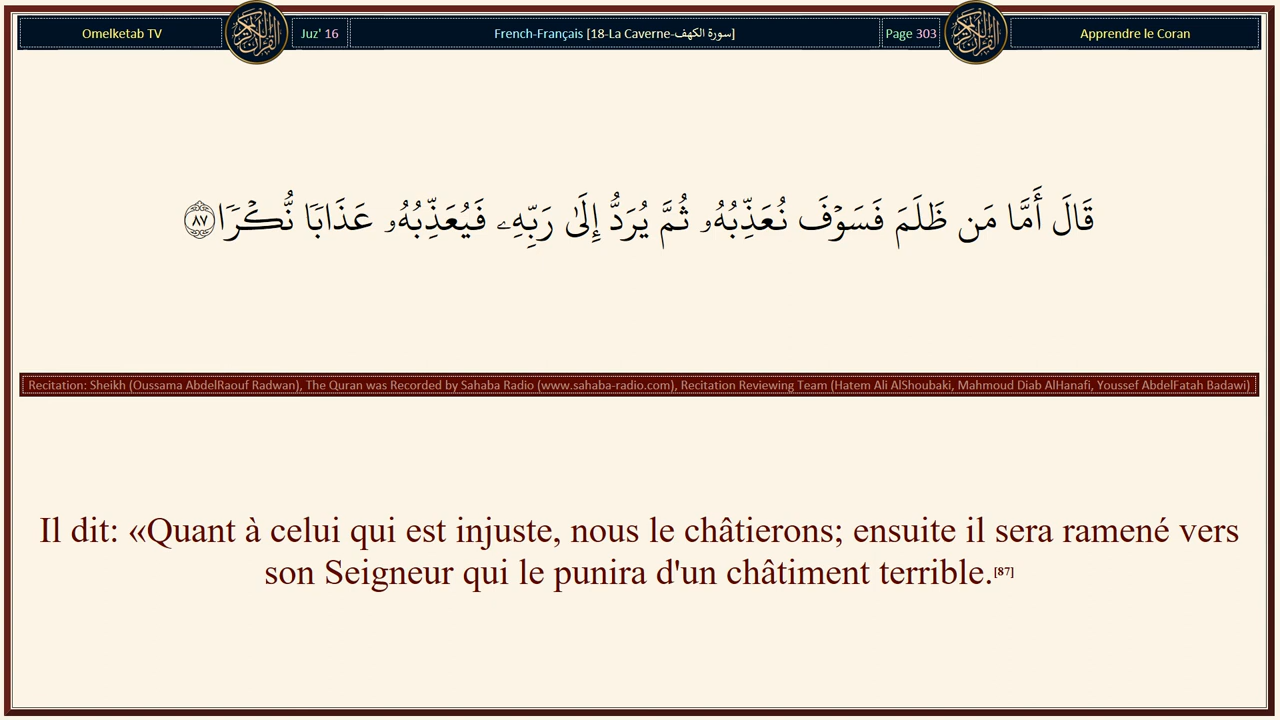 Omelketab TV
Juz' 16
French-Français [18-La Caverne-سورة الكهف]
Page 303
Apprendre le Coran
قَالَ أَمَّا مَن ظَلَمَ فَسَوۡفَ نُعَذِّبُهُۥ ثُمَّ يُرَدُّ إِلَىٰ رَبِّهِۦ فَيُعَذِّبُهُۥ عَذَابٗا نُّكۡرٗا ٨٧
Recitation: Sheikh (Oussama AbdelRaouf Radwan), The Quran was Recorded by Sahaba Radio (www.sahaba-radio.com), Recitation Reviewing Team (Hatem Ali AlShoubaki, Mahmoud Diab AlHanafi, Youssef AbdelFatah Badawi)
Il dit: «Quant à celui qui est injuste, nous le châtierons; ensuite il sera ramené vers
son Seigneur qui le punira d'un châtiment terrible.[87]